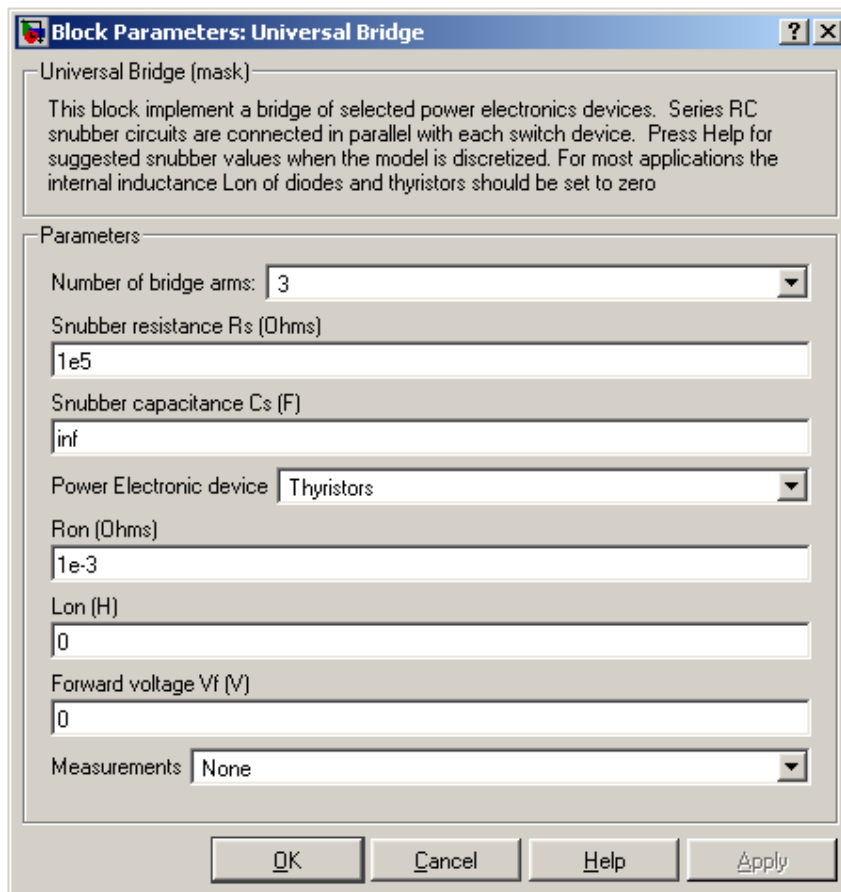 Block Parameters: Universal Bridge
Universal Bridge (mask)
This block implement a bridge of selected power electronics devices. Series RC
snubber circuits are connected in parallel with each switch device. Press Help for
suggested snubber values when the model is discretized. For most applications the
internal inductance Lon of diodes and thyristors should be set to zero
Parameters
Number of bridge arms: 3
Snubber resistance Rs (Ohms)
1e5
Snubber capacitance Cs (F)
inf
Power Electronic device Thyristors
Ron (Ohms)
1e-3
Lon (H)
0
Forward voltage Vf (V)
0
Measurements None
OK Cancel Help Apply